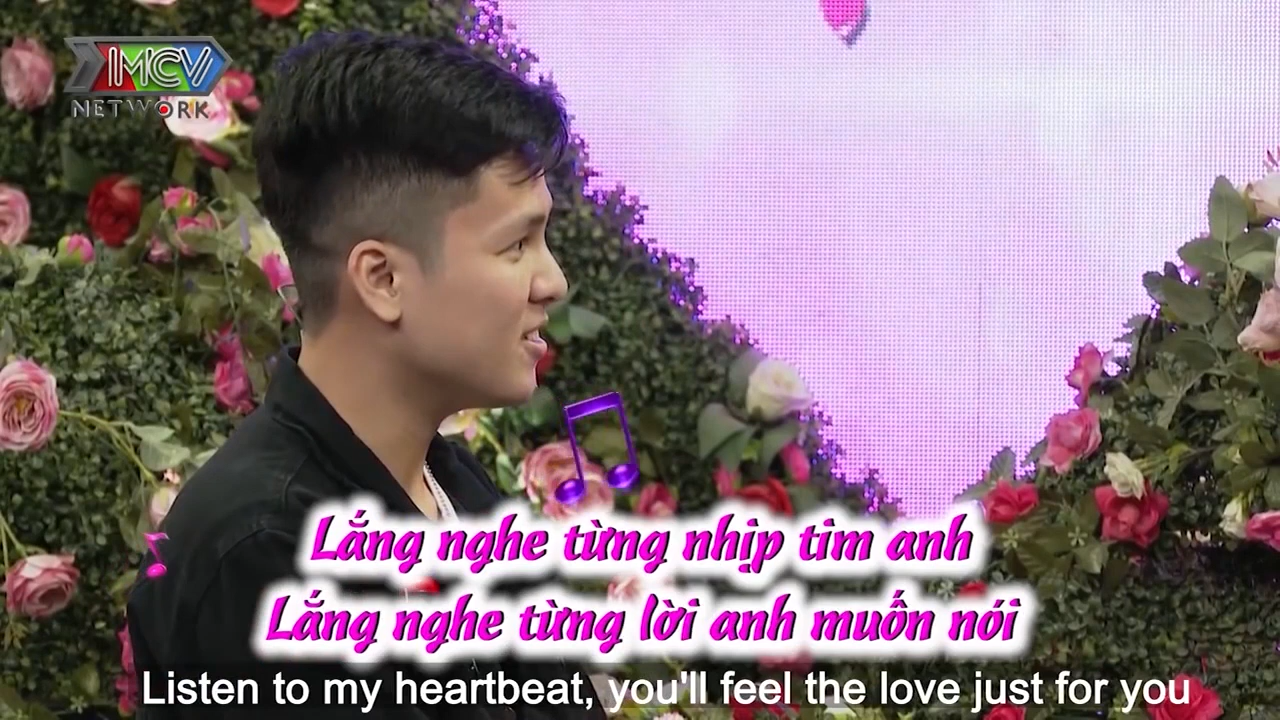 MCV
NETWORK
Lắng nghe từng nhịp tim anh
Lắng nghe từng lời anh muốn nói
Listen to my heartbeat, you'll feel the love just for you